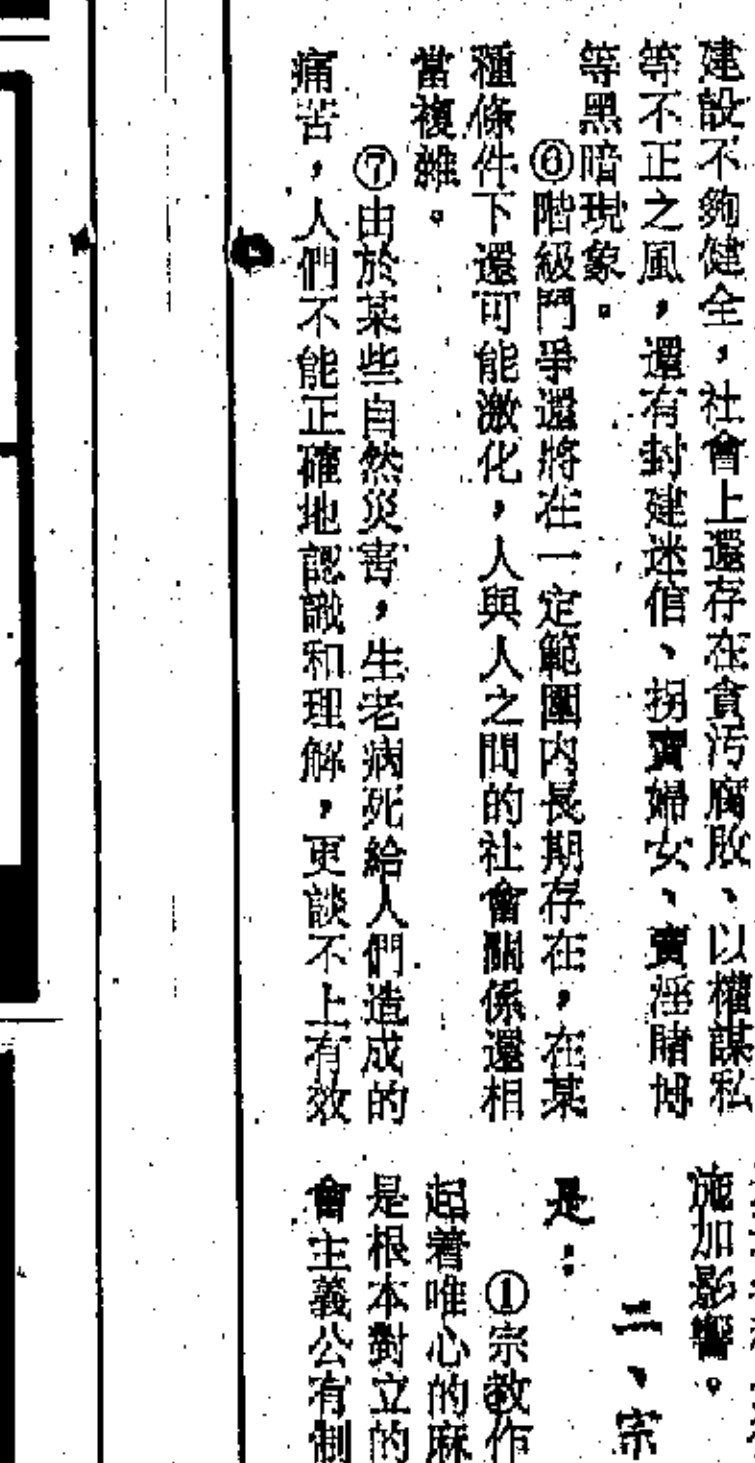 建設不夠健全，社會上還存在貪污腐敗、以權謀私
等不正之風，還有封建迷信、拐賣婦女、賣淫賭博
等黑暗現象。
⑥階級鬥爭還將在一定範圍內長期存在，在某
種條件下還可能激化，人與人之間的社會關係還相
當複雜。
⑦由於某些自然災害，生老病死給人們造成的
痛苦，人們不能正確地認識和理解，更談不上有效
施加影響。
二、宗
是：
①宗教作
起着唯心的麻
是根本對立的
會主義公有制